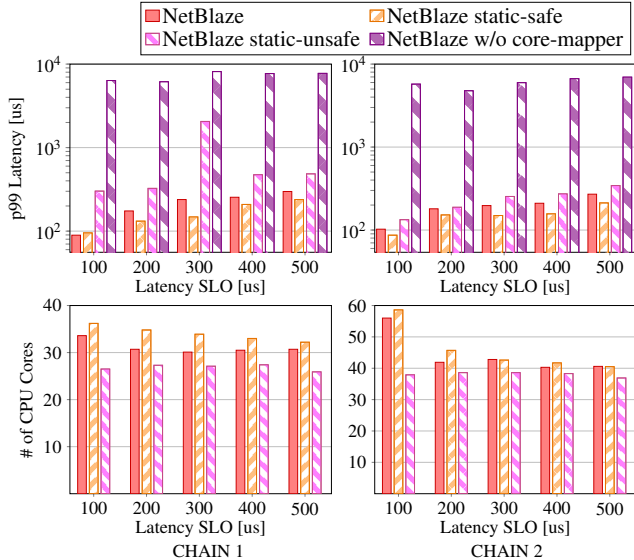 NetBlaze
NetBlaze static-safe
NetBlaze static-unsafe
NetBlaze w/o core-mapper
p99 Latency [us]
10^4
10^3
10^2
100 200 300 400 500
Latency SLO [us]
10^4
10^3
10^2
100 200 300 400 500
Latency SLO [us]
# of CPU Cores
40
30
20
10
100 200 300 400 500
Latency SLO [us]
CHAIN 1
60
50
40
30
20
10
100 200 300 400 500
Latency SLO [us]
CHAIN 2